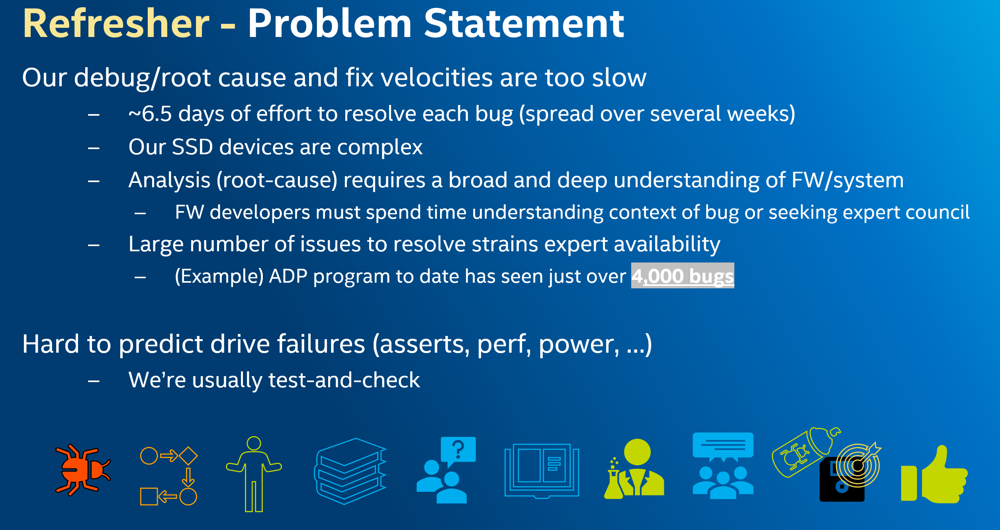 Refresher - Problem Statement
Our debug/root cause and fix velocities are too slow
– ~6.5 days of effort to resolve each bug (spread over several weeks)
– Our SSD devices are complex
– Analysis (root-cause) requires a broad and deep understanding of FW/system
– FW developers must spend time understanding context of bug or seeking expert council
– Large number of issues to resolve strains expert availability
– (Example) ADP program to date has seen just over 4,000 bugs
Hard to predict drive failures (asserts, perf, power, ...)
– We’re usually test-and-check
?